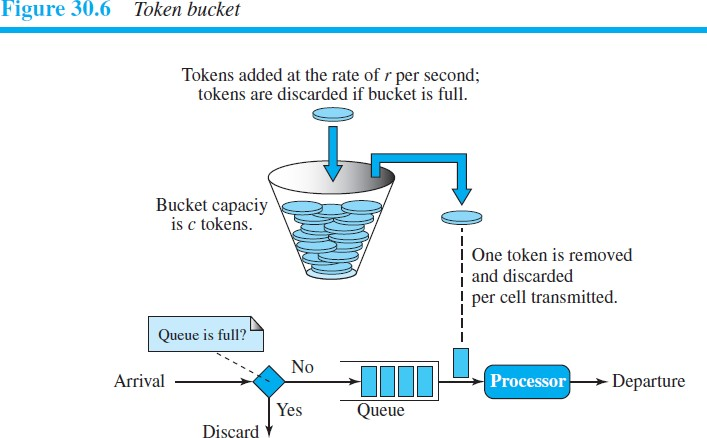 Figure 30.6 Token bucket
Tokens added at the rate of r per second;
tokens are discarded if bucket is full.
Bucket capaciy
is c tokens.
One token is removed
and discarded
per cell transmitted.
Queue is full?
Arrival
No
Yes
Discard
Queue
Processor
Departure